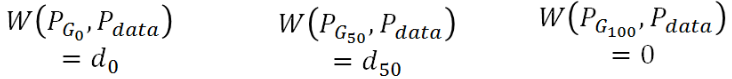 W(P_{G_0}, P_{data}) = d_0
W(P_{G_{50}}, P_{data}) = d_{50}
W(P_{G_{100}}, P_{data}) = 0